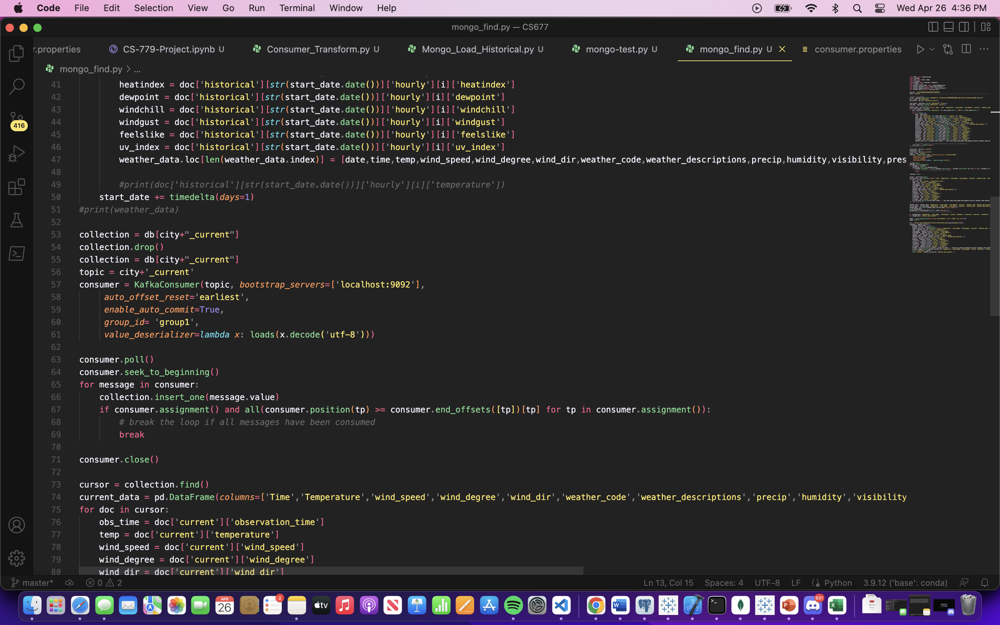 Code File Edit Selection View Go Run Terminal Window Help Wed Apr 26 4:36 PM
mongo_find.py — CS677
r.properties CS-779-Project.ipynb U Consumer_Transform.py U Mongo_Load_Historical.py U mongo-test.py U mongo_find.py U consumer.properties
mongo_find.py > ...
416
41 heatindex = doc['historical'][str(start_date.date())]['hourly'][i]['heatindex']
42 dewpoint = doc['historical'][str(start_date.date())]['hourly'][i]['dewpoint']
43 windchill = doc['historical'][str(start_date.date())]['hourly'][i]['windchill']
44 windgust = doc['historical'][str(start_date.date())]['hourly'][i]['windgust']
45 feelslike = doc['historical'][str(start_date.date())]['hourly'][i]['feelslike']
46 uv_index = doc['historical'][str(start_date.date())]['hourly'][i]['uv_index']
47 weather_data.loc[len(weather_data.index)] = [date,time,temp,wind_speed,wind_degree,wind_dir,weather_code,weather_descriptions,precip,humidity,visibility,pres
48
49 #print(doc['historical'][str(start_date.date())]['hourly'][i]['temperature'])
50 start_date += timedelta(days=1)
51 #print(weather_data)
52
53 collection = db[city+"_current"]
54 collection.drop()
55 collection = db[city+"_current"]
56 topic = city+'_current'
57 consumer = KafkaConsumer(topic, bootstrap_servers=['localhost:9092'],
58 auto_offset_reset='earliest',
59 enable_auto_commit=True,
60 group_id= 'group1',
61 value_deserializer=lambda x: loads(x.decode('utf-8')))
62
63 consumer.poll()
64 consumer.seek_to_beginning()
65 for message in consumer:
66 collection.insert_one(message.value)
67 if consumer.assignment() and all(consumer.position(tp) >= consumer.end_offsets([tp])[tp] for tp in consumer.assignment()):
68 # break the loop if all messages have been consumed
69 break
70
71 consumer.close()
72
73 cursor = collection.find()
74 current_data = pd.DataFrame(columns=['Time','Temperature','wind_speed','wind_degree','wind_dir','weather_code','weather_descriptions','precip','humidity','visibility
75 for doc in cursor:
76 obs_time = doc['current']['observation_time']
77 temp = doc['current']['temperature']
78 wind_speed = doc['current']['wind_speed']
79 wind_degree = doc['current']['wind_degree']
80 wind_dir = doc['current']['wind_dir']
master* 0 2 Ln 13, Col 15 Spaces: 4 UTF-8 LF Python 3.9.12 ('base': conda)
APR
26
2
tv
631